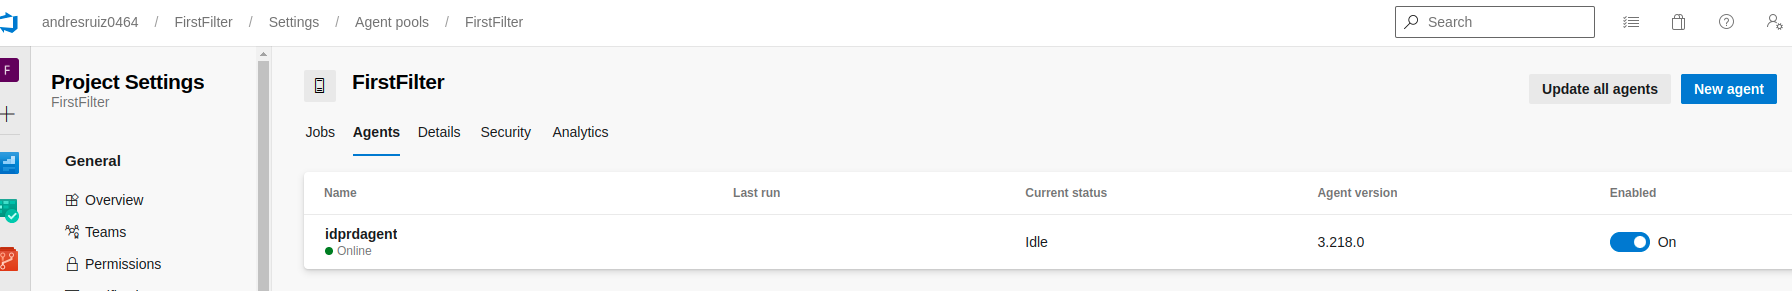 andresruiz0464 / FirstFilter / Settings / Agent pools / FirstFilter
Search
F
Project Settings
FirstFilter
General
Overview
Teams
Permissions
FirstFilter
Update all agents
New agent
Jobs Agents Details Security Analytics
Name Last run Current status Agent version Enabled
idprdagent
Online
Idle 3.218.0 On